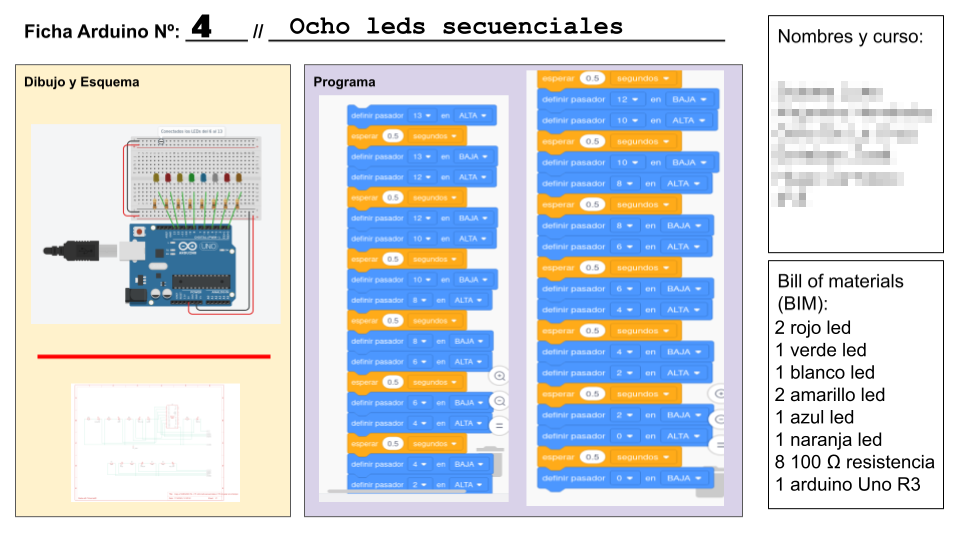 Ficha Arduino Nº: 4 // Ocho leds secuenciales
Dibujo y Esquema
Conectados via LEDs del 6 al 13
UNO
Programa
definir pasador 13 en ALTA
esperar 0.5 segundos
definir pasador 13 en BAJA
definir pasador 12 en ALTA
esperar 0.5 segundos
definir pasador 12 en BAJA
definir pasador 10 en ALTA
esperar 0.5 segundos
definir pasador 10 en BAJA
definir pasador 8 en ALTA
esperar 0.5 segundos
definir pasador 8 en BAJA
definir pasador 6 en ALTA
esperar 0.5 segundos
definir pasador 6 en BAJA
definir pasador 4 en ALTA
esperar 0.5 segundos
definir pasador 4 en BAJA
definir pasador 2 en ALTA
esperar 0.5 segundos
definir pasador 12 en BAJA
definir pasador 10 en ALTA
esperar 0.5 segundos
definir pasador 10 en BAJA
definir pasador 8 en ALTA
esperar 0.5 segundos
definir pasador 8 en BAJA
definir pasador 6 en ALTA
esperar 0.5 segundos
definir pasador 6 en BAJA
definir pasador 4 en ALTA
esperar 0.5 segundos
definir pasador 4 en BAJA
definir pasador 2 en ALTA
esperar 0.5 segundos
definir pasador 2 en BAJA
definir pasador 0 en ALTA
esperar 0.5 segundos
definir pasador 0 en BAJA
Nombres y curso:
Bill of materials
(BIM):
2 rojo led
1 verde led
1 blanco led
2 amarillo led
1 azul led
1 naranja led
8 100 Ω resistencia
1 arduino Uno R3